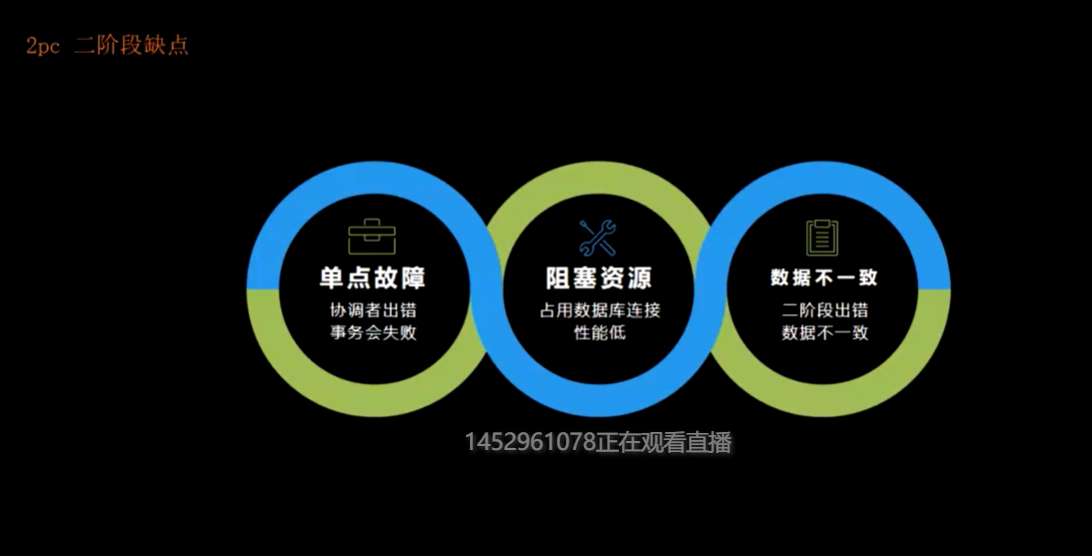 2pc 二阶段缺点
单点故障
协调者出错
事务会失败
阻塞资源
占用数据库连接
性能低
数据不一致
二阶段出错
数据不一致
1452961078正在观看直播